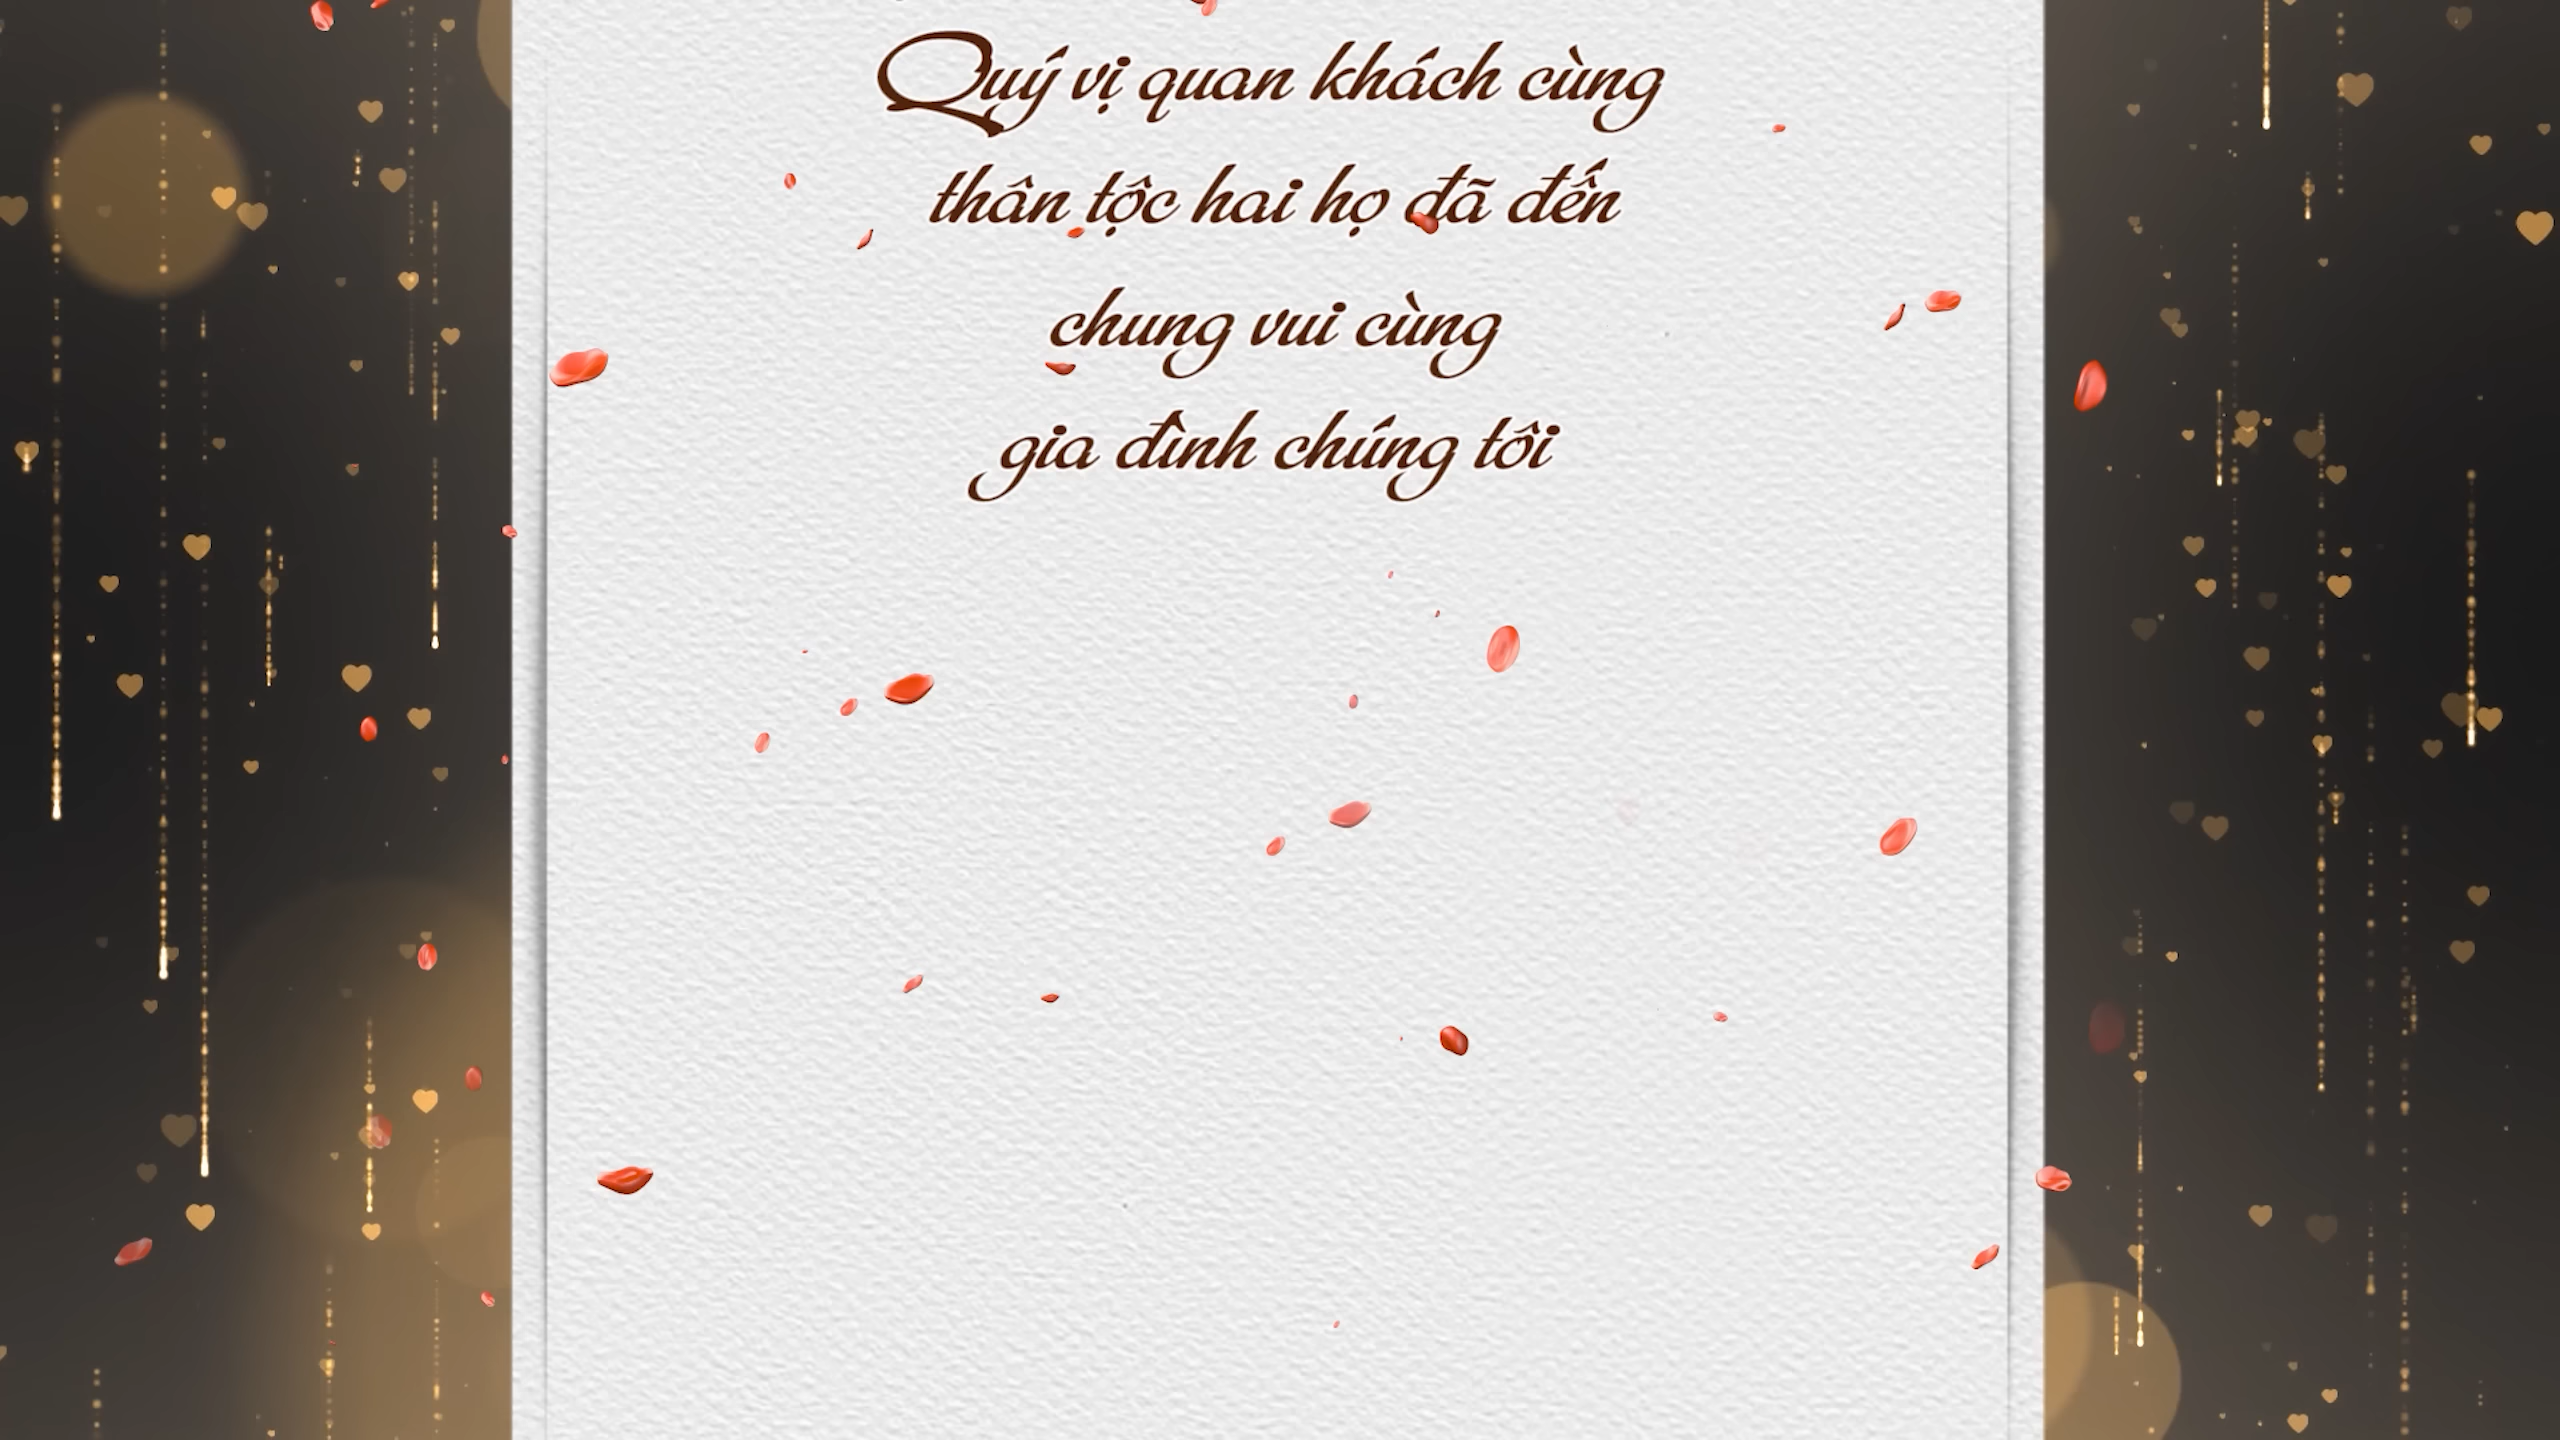 Quý vị quan khách cùng
thân tộc hai họ đã đến
chung vui cùng
gia đình chúng tôi